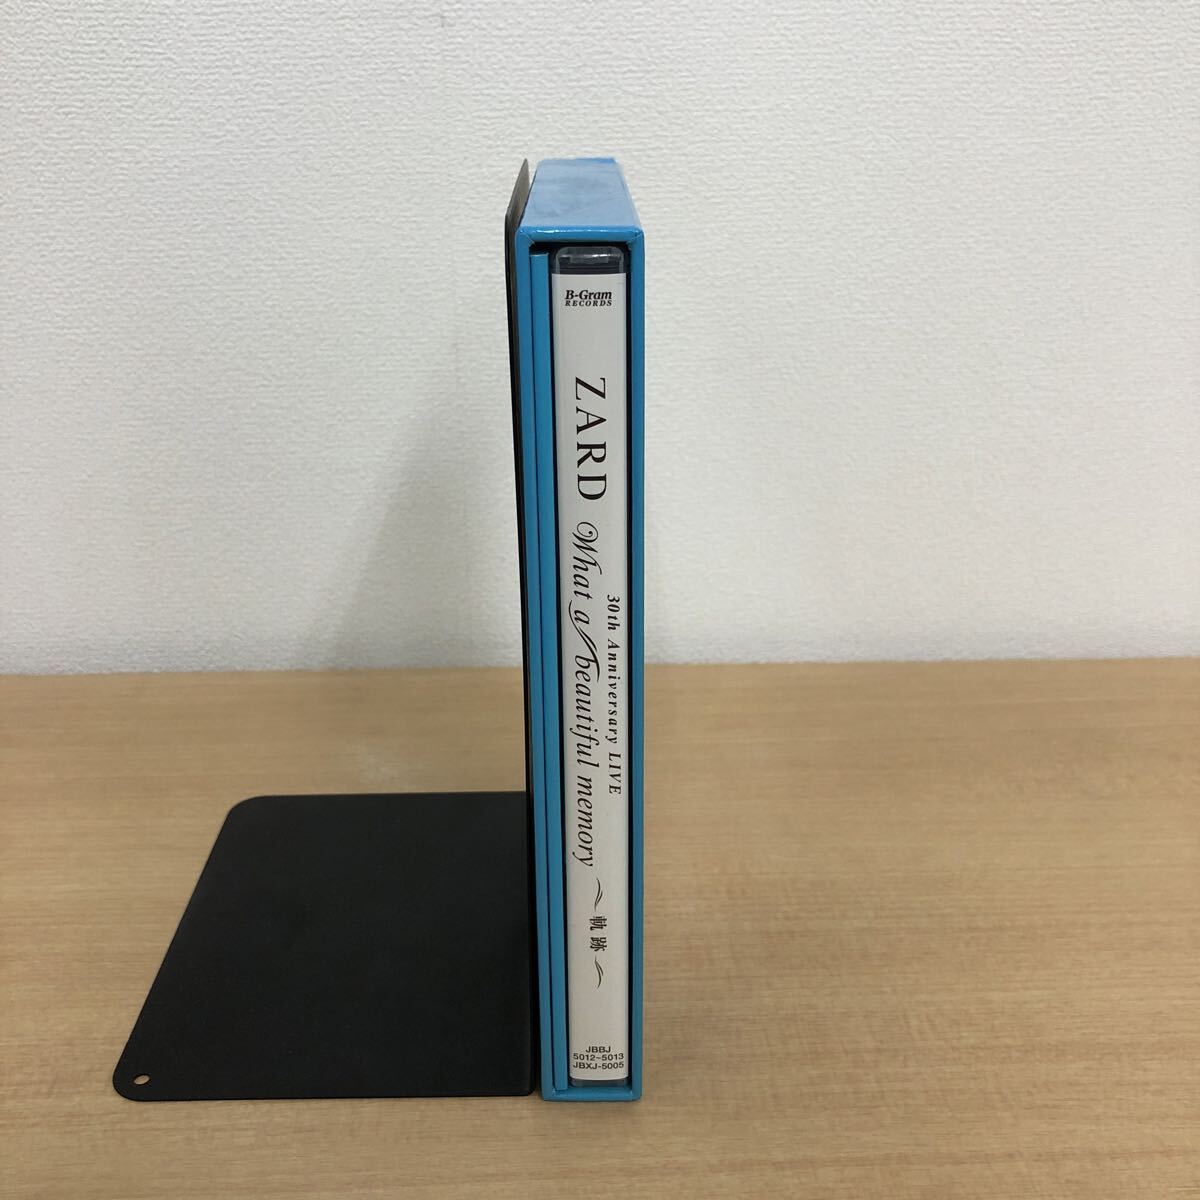 B-Gram
RECORDS
ZARD What a beautiful memory ～軌跡～
30th Anniversary LIVE
JBBJ
5012~5013
JBXJ-5005